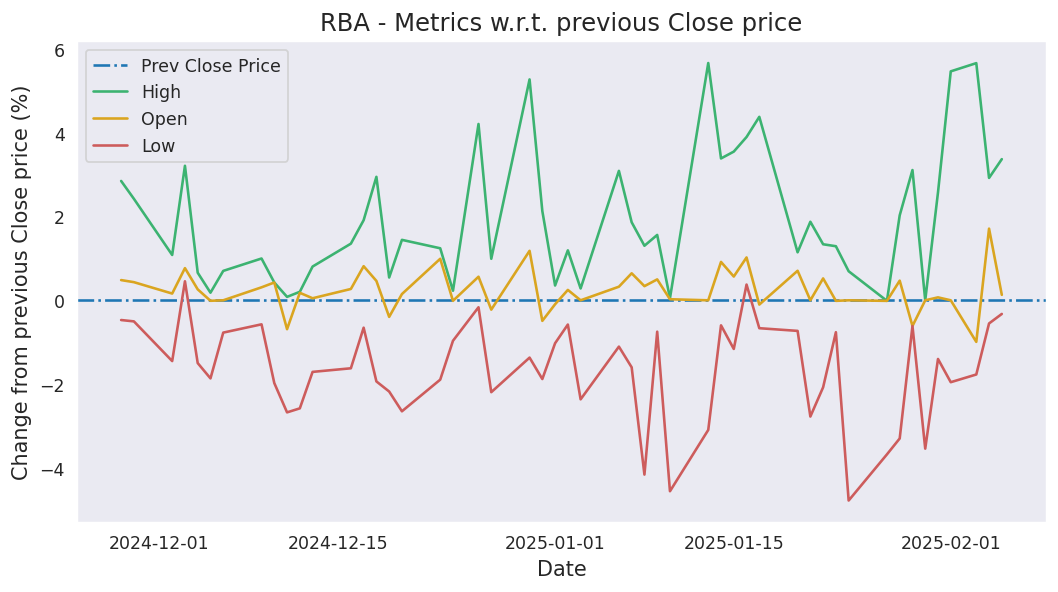 RBA - Metrics w.r.t. previous Close price
Change from previous Close price (%)
6
4
2
0
−2
−4
Prev Close Price
High
Open
Low
2024-12-01
2024-12-15
2025-01-01
2025-01-15
2025-02-01
Date